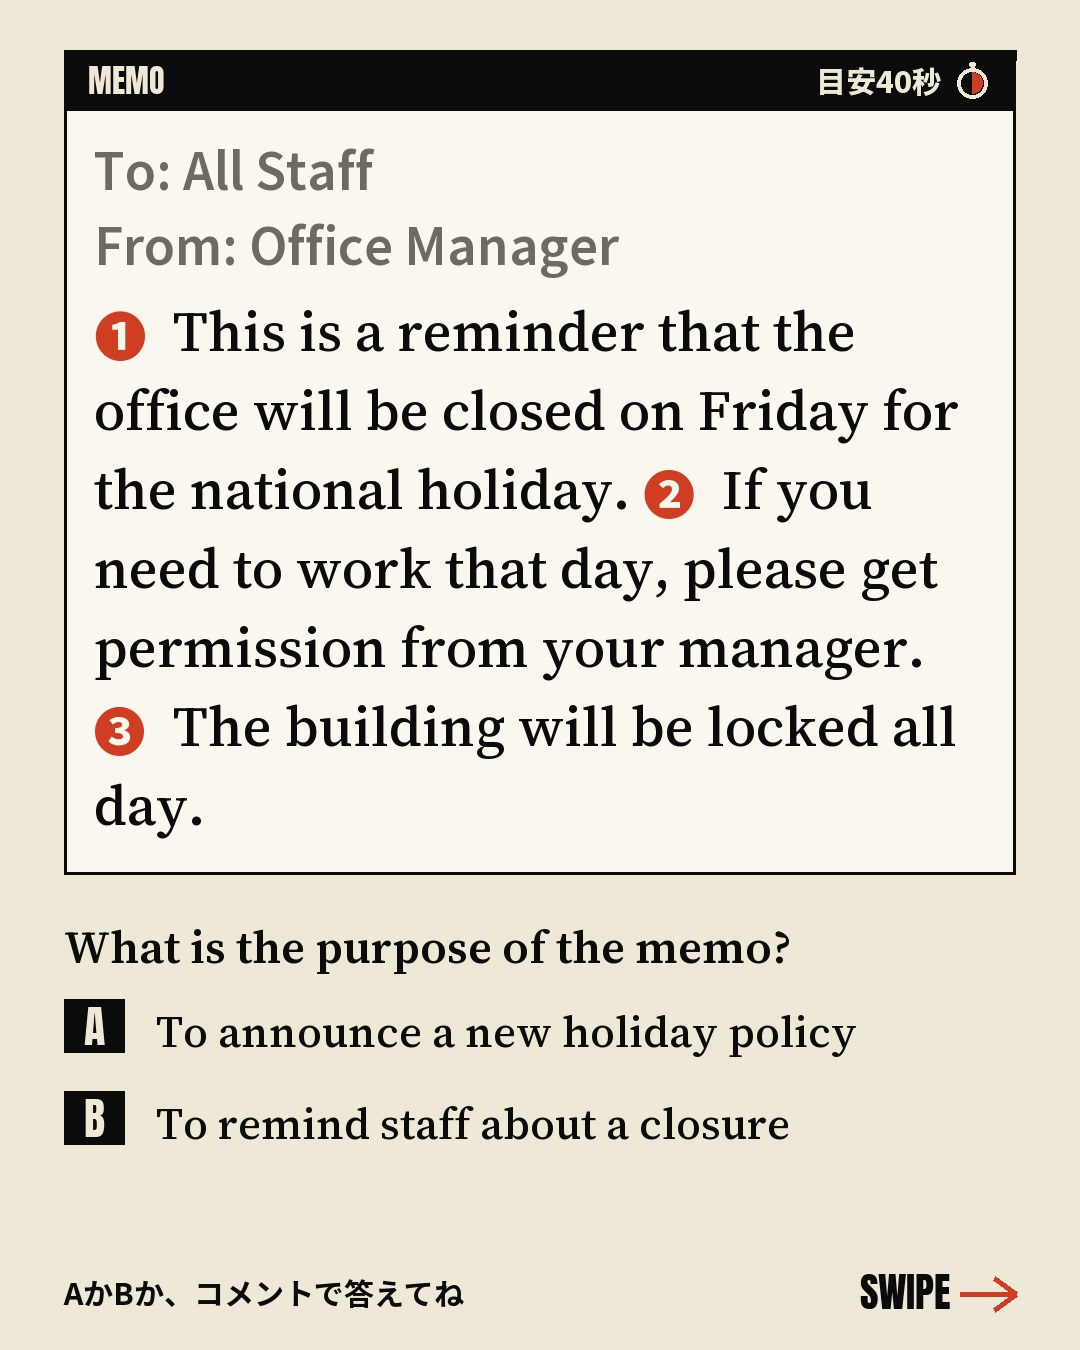 MEMO
目安40秒
To: All Staff
From: Office Manager
❶ This is a reminder that the
office will be closed on Friday for
the national holiday. ❷ If you
need to work that day, please get
permission from your manager.
❸ The building will be locked all
day.
What is the purpose of the memo?
A To announce a new holiday policy
B To remind staff about a closure
AかBか、コメントで答えてね
SWIPE